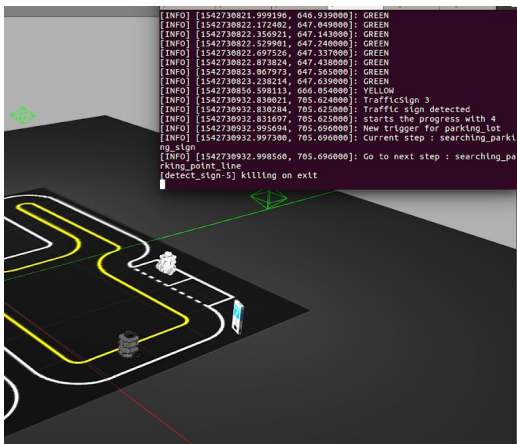 [INFO] [1542730821.999196, 646.939000]: GREEN
[INFO] [1542730822.172402, 647.049000]: GREEN
[INFO] [1542730822.356921, 647.143000]: GREEN
[INFO] [1542730822.529901, 647.240000]: GREEN
[INFO] [1542730822.697526, 647.337000]: GREEN
[INFO] [1542730822.873824, 647.438000]: GREEN
[INFO] [1542730823.067973, 647.565000]: GREEN
[INFO] [1542730823.238214, 647.639000]: GREEN
[INFO] [1542730856.598113, 666.054000]: YELLOW
[INFO] [1542730932.830021, 705.624000]: TrafficSign 3
[INFO] [1542730932.830284, 705.625000]: Traffic sign detected
[INFO] [1542730932.831697, 705.625000]: starts the progress with 4
[INFO] [1542730932.995694, 705.696000]: New trigger for parking_lot
[INFO] [1542730932.997300, 705.696000]: Current step : searching_parki
ng_sign
[INFO] [1542730932.998560, 705.696000]: Go to next step : searching_pa
rking_point_line
[detect_sign-5] killing on exit